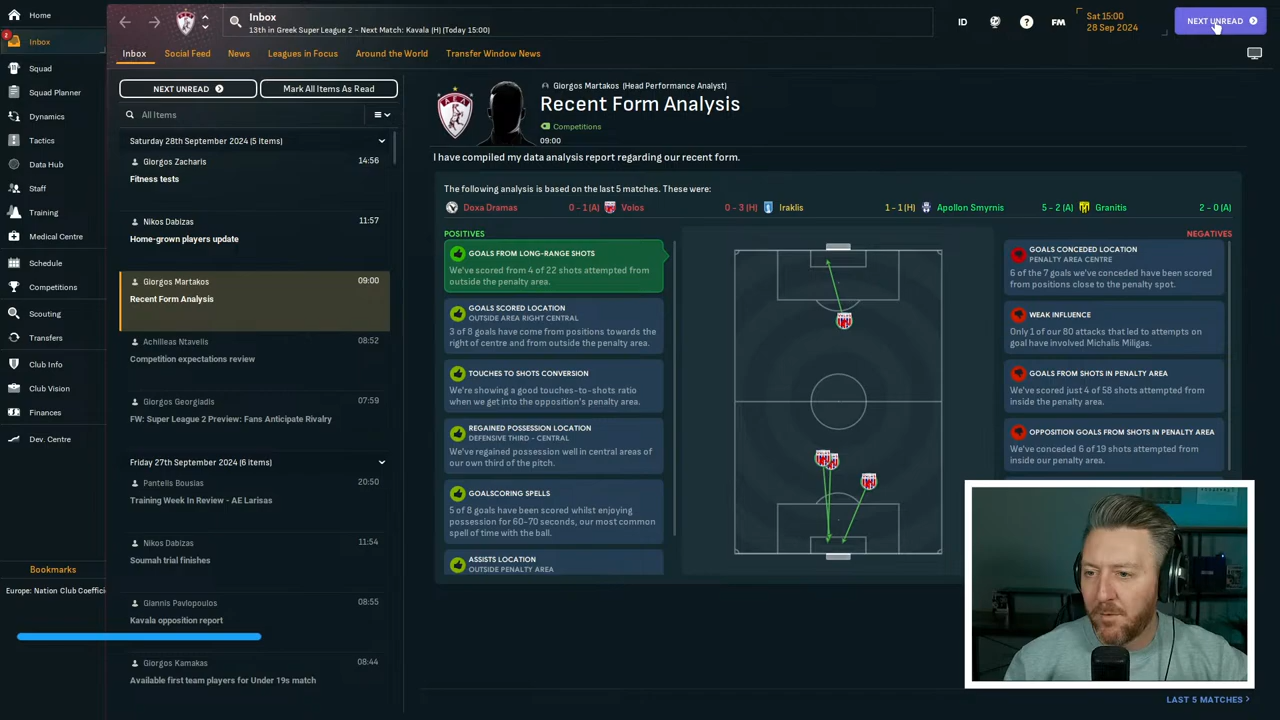 Home
2
Inbox
Squad
Squad Planner
Dynamics
Tactics
Data Hub
Staff
Training
Medical Centre
Schedule
Competitions
Scouting
Transfers
Club Info
Club Vision
Finances
Dev. Centre
Bookmarks
Europe: Nation Club Coeffici
Inbox
13th in Greek Super League 2 - Next Match: Kavala (H) (Today 15:00)
ID
?
FM
Sat 15:00
28 Sep 2024
NEXT UNREAD
Inbox
Social Feed
News
Leagues in Focus
Around the World
Transfer Window News
NEXT UNREAD
Mark All Items As Read
All Items
Saturday 28th September 2024 (5 items)
Giorgos Zacharis 14:56
Fitness tests
Nikos Dabizas 11:57
Home-grown players update
Giorgos Martakos 09:00
Recent Form Analysis
Achilleas Ntavelis 08:52
Competition expectations review
Giorgos Georgiadis 07:59
FW: Super League 2 Preview: Fans Anticipate Rivalry
Friday 27th September 2024 (6 items)
Pantelis Bouslas 20:50
Training Week In Review - AE Larisas
Nikos Dabizas 11:54
Soumah trial finishes
Giannis Pavlopoulos 08:55
Kavala opposition report
Giorgos Kamakas 08:44
Available first team players for Under 19s match
Giorgos Martakos (Head Performance Analyst)
Recent Form Analysis
Competitions
09:00
I have compiled my data analysis report regarding our recent form.
The following analysis is based on the last 5 matches. These were:
Doxa Dramas 0 - 1 (A) Volos 0 - 3 (H) Iraklis 1 - 1 (H) Apollon Smyrnis 5 - 2 (A) Granitis 2 - 0 (A)
POSITIVES
GOALS FROM LONG-RANGE SHOTS
We've scored from 4 of 22 shots attempted from
outside the penalty area.
GOALS SCORED LOCATION
OUTSIDE AREA RIGHT CENTRAL
3 of 8 goals have come from positions towards the
right of centre and from outside the penalty area.
TOUCHES TO SHOTS CONVERSION
We're showing a good touches-to-shots ratio
when we get into the opposition's penalty area.
REGAINED POSSESSION LOCATION
DEFENSIVE THIRD - CENTRAL
We've regained possession well in central areas of
our own third of the pitch.
GOALSCORING SPELLS
5 of 8 goals have been scored whilst enjoying
possession for 60-70 seconds, our most common
spell of time with the ball.
ASSISTS LOCATION
OUTSIDE PENALTY AREA
NEGATIVES
GOALS CONCEDED LOCATION
PENALTY AREA CENTRE
6 of the 7 goals we've conceded have been
scored from positions close to the penalty spot.
WEAK INFLUENCE
Only 1 of our 80 attacks that led to attempts on
goal have involved Michalis Miligas.
GOALS FROM SHOTS IN PENALTY AREA
We've scored just 4 of 58 shots attempted from
inside the penalty area.
OPPOSITION GOALS FROM SHOTS IN PENALTY AREA
We've conceded 6 of 19 shots attempted from
inside our penalty area.
LAST 5 MATCHES